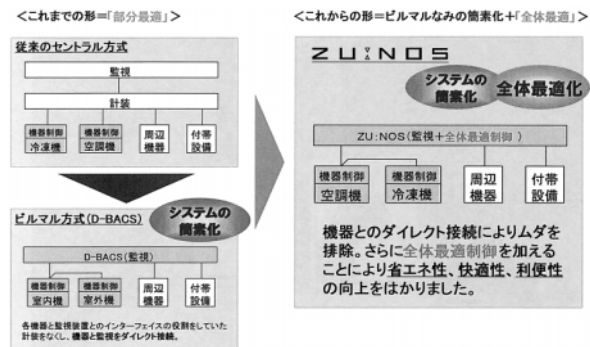 <これまでの形=「部分最適」>
従来のセントラル方式
監視
計装
機器制御
冷凍機
機器制御
空調機
周辺
機器
付帯
設備
ビルマル方式(D-BACS)
システムの
簡素化
D-BACS(監視)
機器制御
室内機
機器制御
室外機
周辺
機器
付帯
設備
各機器と監視装置とのインターフェイスの役割をしていた
計装をなくし、機器と監視をダイレクト接続。
<これからの形=ビルマルなみの簡素化+「全体最適」>
ZU:NOS
システムの
簡素化
全体最適化
ZU:NOS(監視+全体最適制御)
機器制御
空調機
機器制御
冷凍機
周辺
機器
付帯
設備
機器とのダイレクト接続によりムダを
排除。さらに全体最適制御を加える
ことにより省エネ性、快適性、利便性
の向上をはかりました。